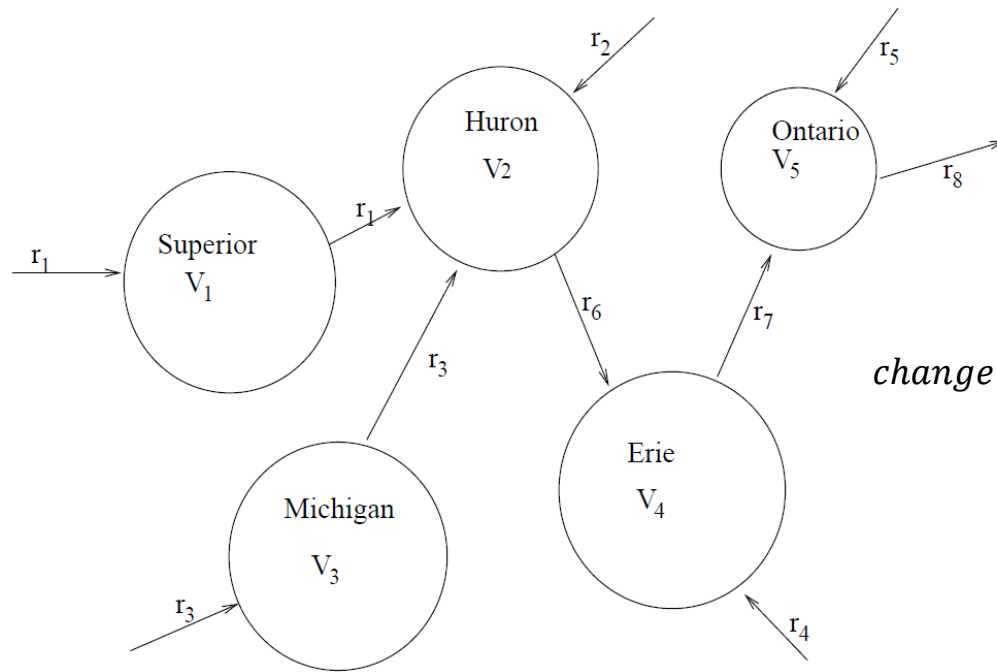 r₂
r₅
Huron
V₂
Ontario
V₅
r₈
r₁
Superior
V₁
r₁
r₆
r₇
r₃
change
Erie
V₄
Michigan
V₃
r₃
r₄